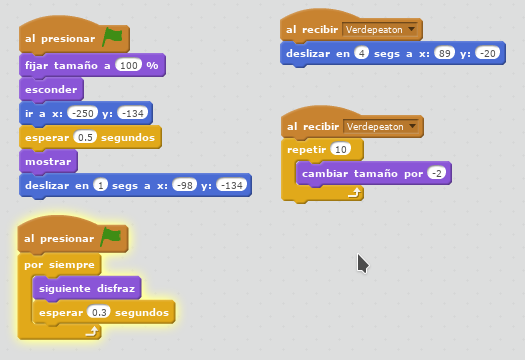 al presionar
fijar tamaño a 100 %
esconder
ir a x: -250 y: -134
esperar 0.5 segundos
mostrar
deslizar en 1 segs a x: -98 y: -134
al presionar
por siempre
siguiente disfraz
esperar 0.3 segundos
al recibir Verdepeaton
deslizar en 4 segs a x: 89 y: -20
al recibir Verdepeaton
repetir 10
cambiar tamaño por -2